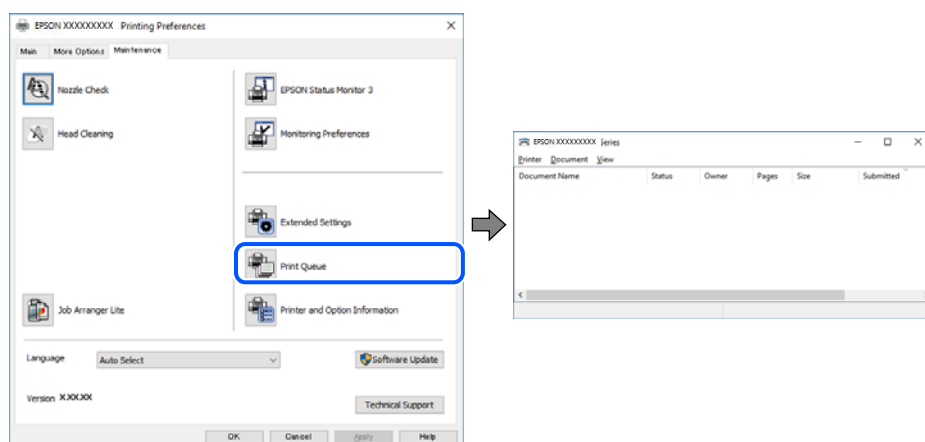 EPSON XXXXXXXXX Printing Preferences
Main More Options Maintenance
Nozzle Check
EPSON Status Monitor 3
Head Cleaning
Monitoring Preferences
Extended Settings
Print Queue
Job Arranger Lite
Printer and Option Information
Language Auto Select
Software Update
Version X.XX.XX
Technical Support
OK Cancel Apply Help
EPSON XXXXXXXXX Series
Printer Document View
Document Name Status Owner Pages Size Submitted